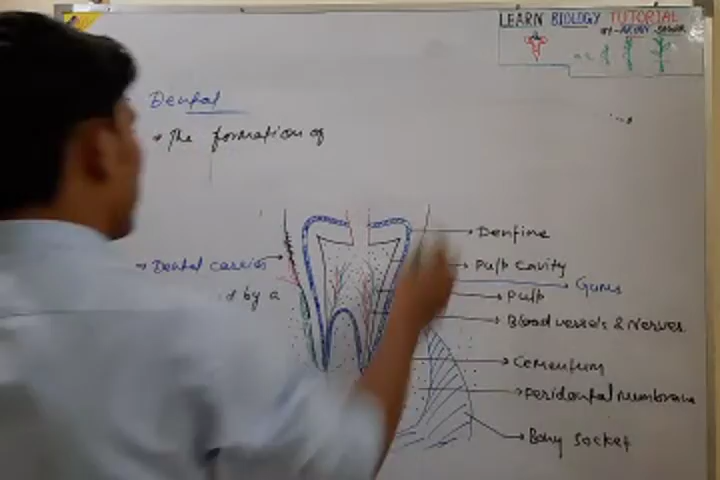 LEARN BIOLOGY TUTORIAL
Dental
The formation of
Dentine
Dental carries
Pulp cavity
Gums
d by a
Pulp
Blood vessels & Nerves
Cementum
Peridontal membrane
Bony socket